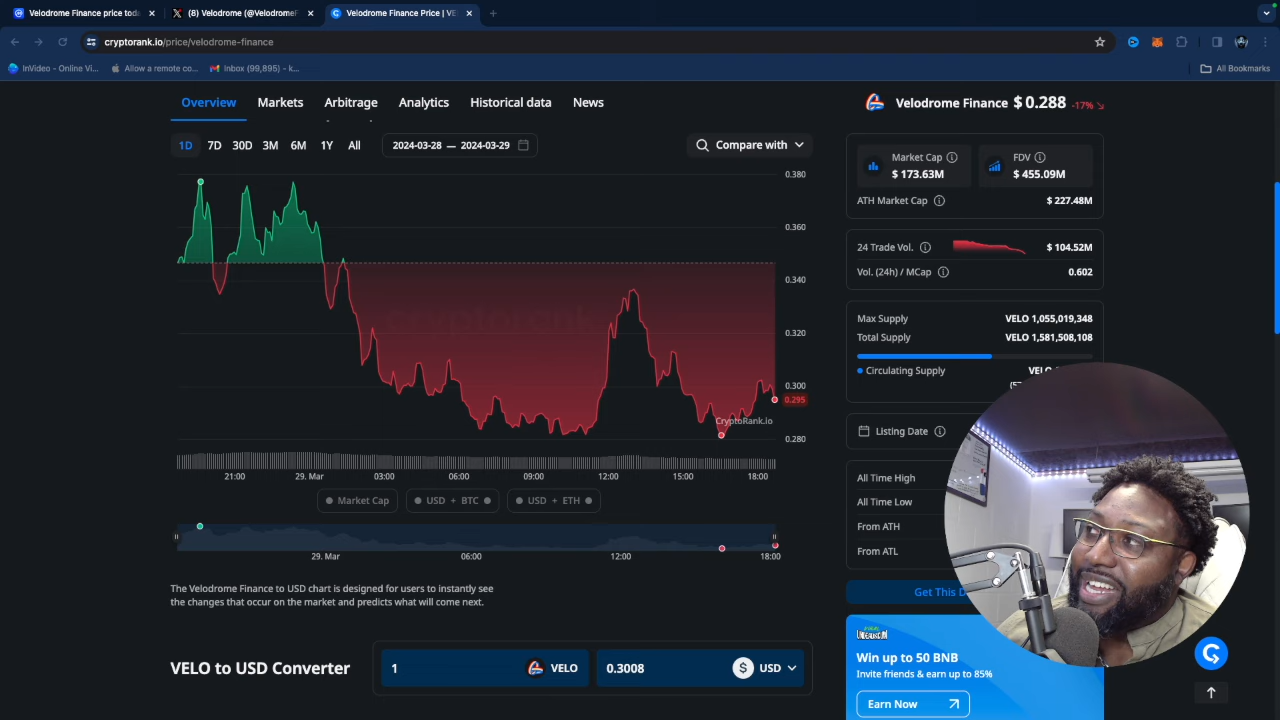 Velodrome Finance price toda
(8) Velodrome (@VelodromeF
Velodrome Finance Price | VE
cryptorank.io/price/velodrome-finance
InVideo - Online Vi...
Allow a remote co...
Inbox (99,895) - k...
All Bookmarks
Overview
Markets
Arbitrage
Analytics
Historical data
News
Velodrome Finance $ 0.288 -17%
1D 7D 30D 3M 6M 1Y All
2024-03-28 — 2024-03-29
Compare with
0.380
0.360
0.340
0.320
0.300
0.295
0.280
cryptorank
CryptoRank.io
21:00 29. Mar 03:00 06:00 09:00 12:00 15:00 18:00
Market Cap
USD + BTC
USD + ETH
29. Mar 06:00 12:00 18:00
The Velodrome Finance to USD chart is designed for users to instantly see
the changes that occur on the market and predicts what will come next.
VELO to USD Converter
1 VELO
0.3008 $ USD
Market Cap
$ 173.63M
FDV
$ 455.09M
ATH Market Cap $ 227.48M
24 Trade Vol. $ 104.52M
Vol. (24h) / MCap 0.602
Max Supply VELO 1,055,019,348
Total Supply VELO 1,581,508,108
Circulating Supply VELO
Listing Date
All Time High
All Time Low
From ATH
From ATL
Get This D
Win up to 50 BNB
Invite friends & earn up to 85%
Earn Now